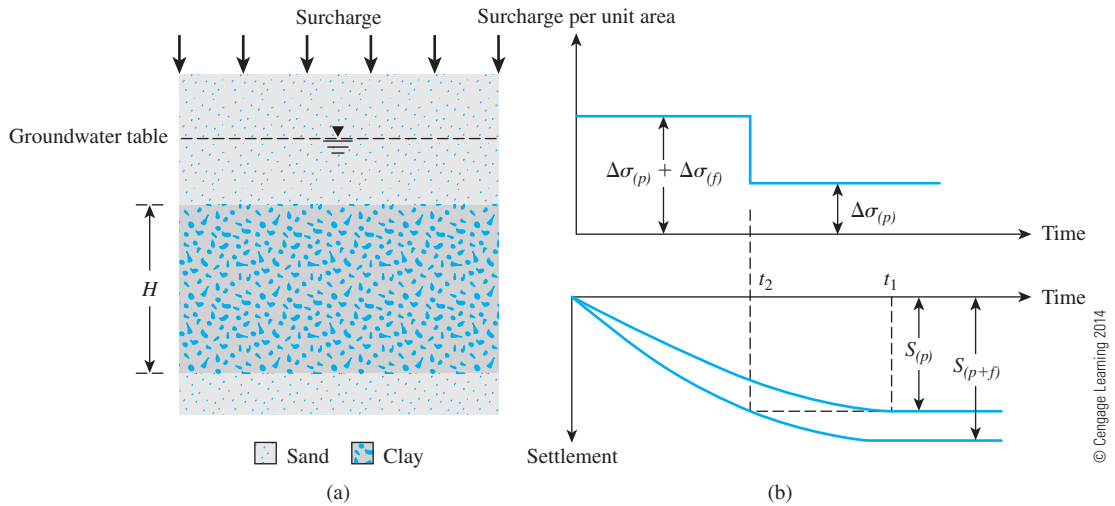 Surcharge
Surcharge per unit area
Groundwater table
Δσ(p) + Δσ(f)
Δσ(p)
Time
H
t2
t1
Time
S(p)
S(p+f)
Settlement
Sand
Clay
(a)
(b)
© Cengage Learning 2014